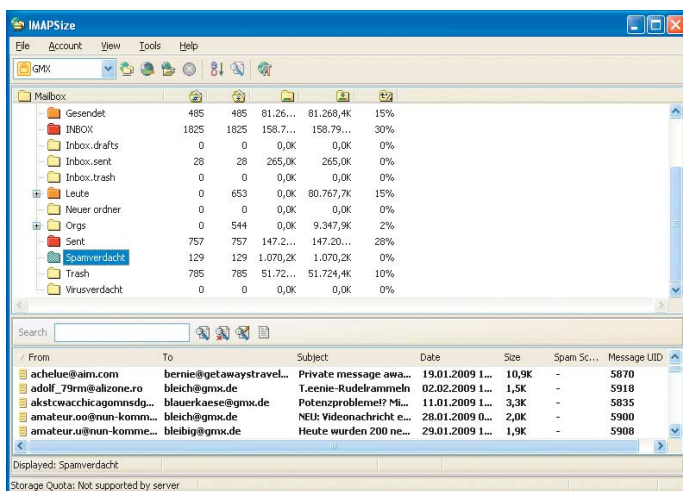 IMAPSize
File Account View Tools Help
GMX
Mailbox
Gesendet 485 485 81.26... 81.268,4K 15%
INBOX 1825 1825 158.7... 158.79... 30%
Inbox.drafts 0 0 0,0K 0,0K 0%
Inbox.sent 28 28 265,0K 265,0K 0%
Inbox.trash 0 0 0,0K 0,0K 0%
Leute 0 653 0,0K 80.767,7K 15%
Neuer ordner 0 0 0,0K 0,0K 0%
Orgs 0 544 0,0K 9.347,9K 2%
Sent 757 757 147.2... 147.20... 28%
Spamverdacht 129 129 1.070,2K 1.070,2K 0%
Trash 785 785 51.72... 51.724,4K 10%
Virusverdacht 0 0 0,0K 0,0K 0%
Search
From To Subject Date Size Spam Sc... Message UID
achelue@aim.com bernie@getawaystravel... Private message awa... 19.01.2009 1... 10,9K - 5870
adolf_79rm@alizone.ro bleich@gmx.de T.eenie-Rudelrammeln 02.02.2009 1... 1,5K - 5918
akstcwacchicagomnsdg... blauerkaese@gmx.de Potenzprobleme!? Mi... 11.01.2009 1... 3,3K - 5835
amateur.oo@nun-komm... bleich@gmx.de NEU: Videonachricht e... 28.01.2009 0... 2,0K - 5900
amateur.u@nun-komme... bleibig@gmx.de Heute wurden 200 ne... 29.01.2009 1... 1,9K - 5908
Displayed: Spamverdacht
Storage Quota: Not supported by server